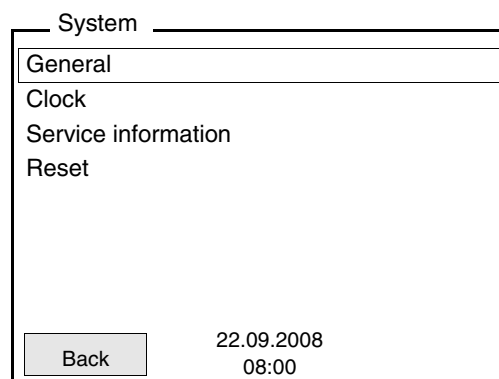 System
General
Clock
Service information
Reset
22.09.2008
Back
08:00